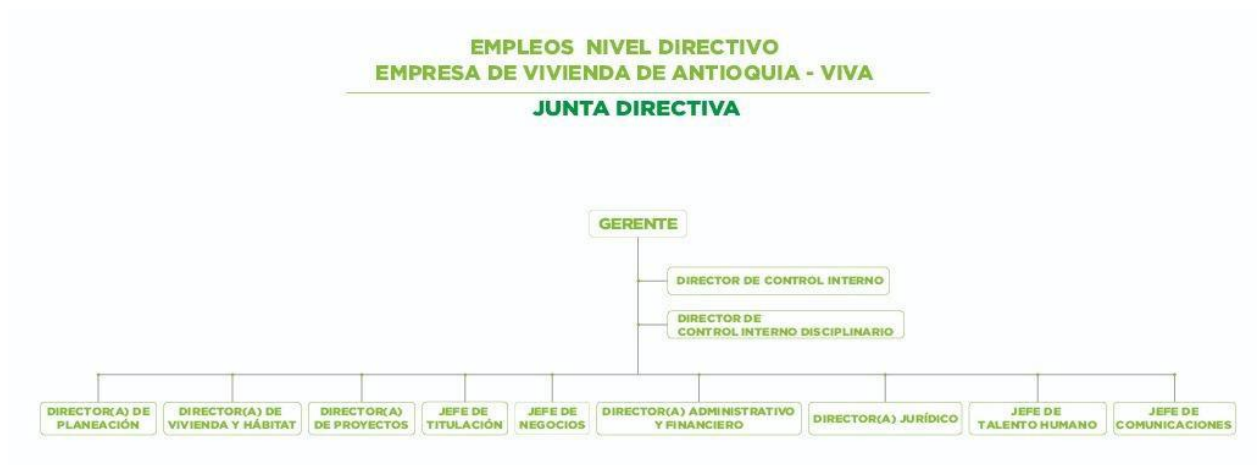 EMPLEOS NIVEL DIRECTIVO
EMPRESA DE VIVIENDA DE ANTIOQUIA - VIVA
JUNTA DIRECTIVA
GERENTE
DIRECTOR DE CONTROL INTERNO
DIRECTOR DE
CONTROL INTERNO DISCIPLINARIO
DIRECTOR(A) DE
PLANEACIÓN
DIRECTOR(A) DE
VIVIENDA Y HÁBITAT
DIRECTOR(A)
DE PROYECTOS
JEFE DE
TITULACIÓN
JEFE DE
NEGOCIOS
DIRECTOR(A) ADMINISTRATIVO
Y FINANCIERO
DIRECTOR(A) JURÍDICO
JEFE DE
TALENTO HUMANO
JEFE DE
COMUNICACIONES